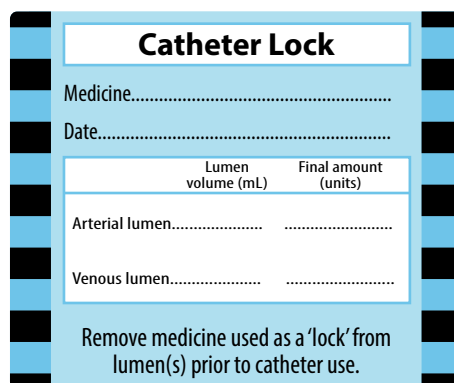 Catheter Lock
Medicine....................................................
Date...........................................................
Lumen volume (mL) Final amount (units)
Arterial lumen..................... .........................
Venous lumen..................... .........................
Remove medicine used as a ‘lock’ from
lumen(s) prior to catheter use.